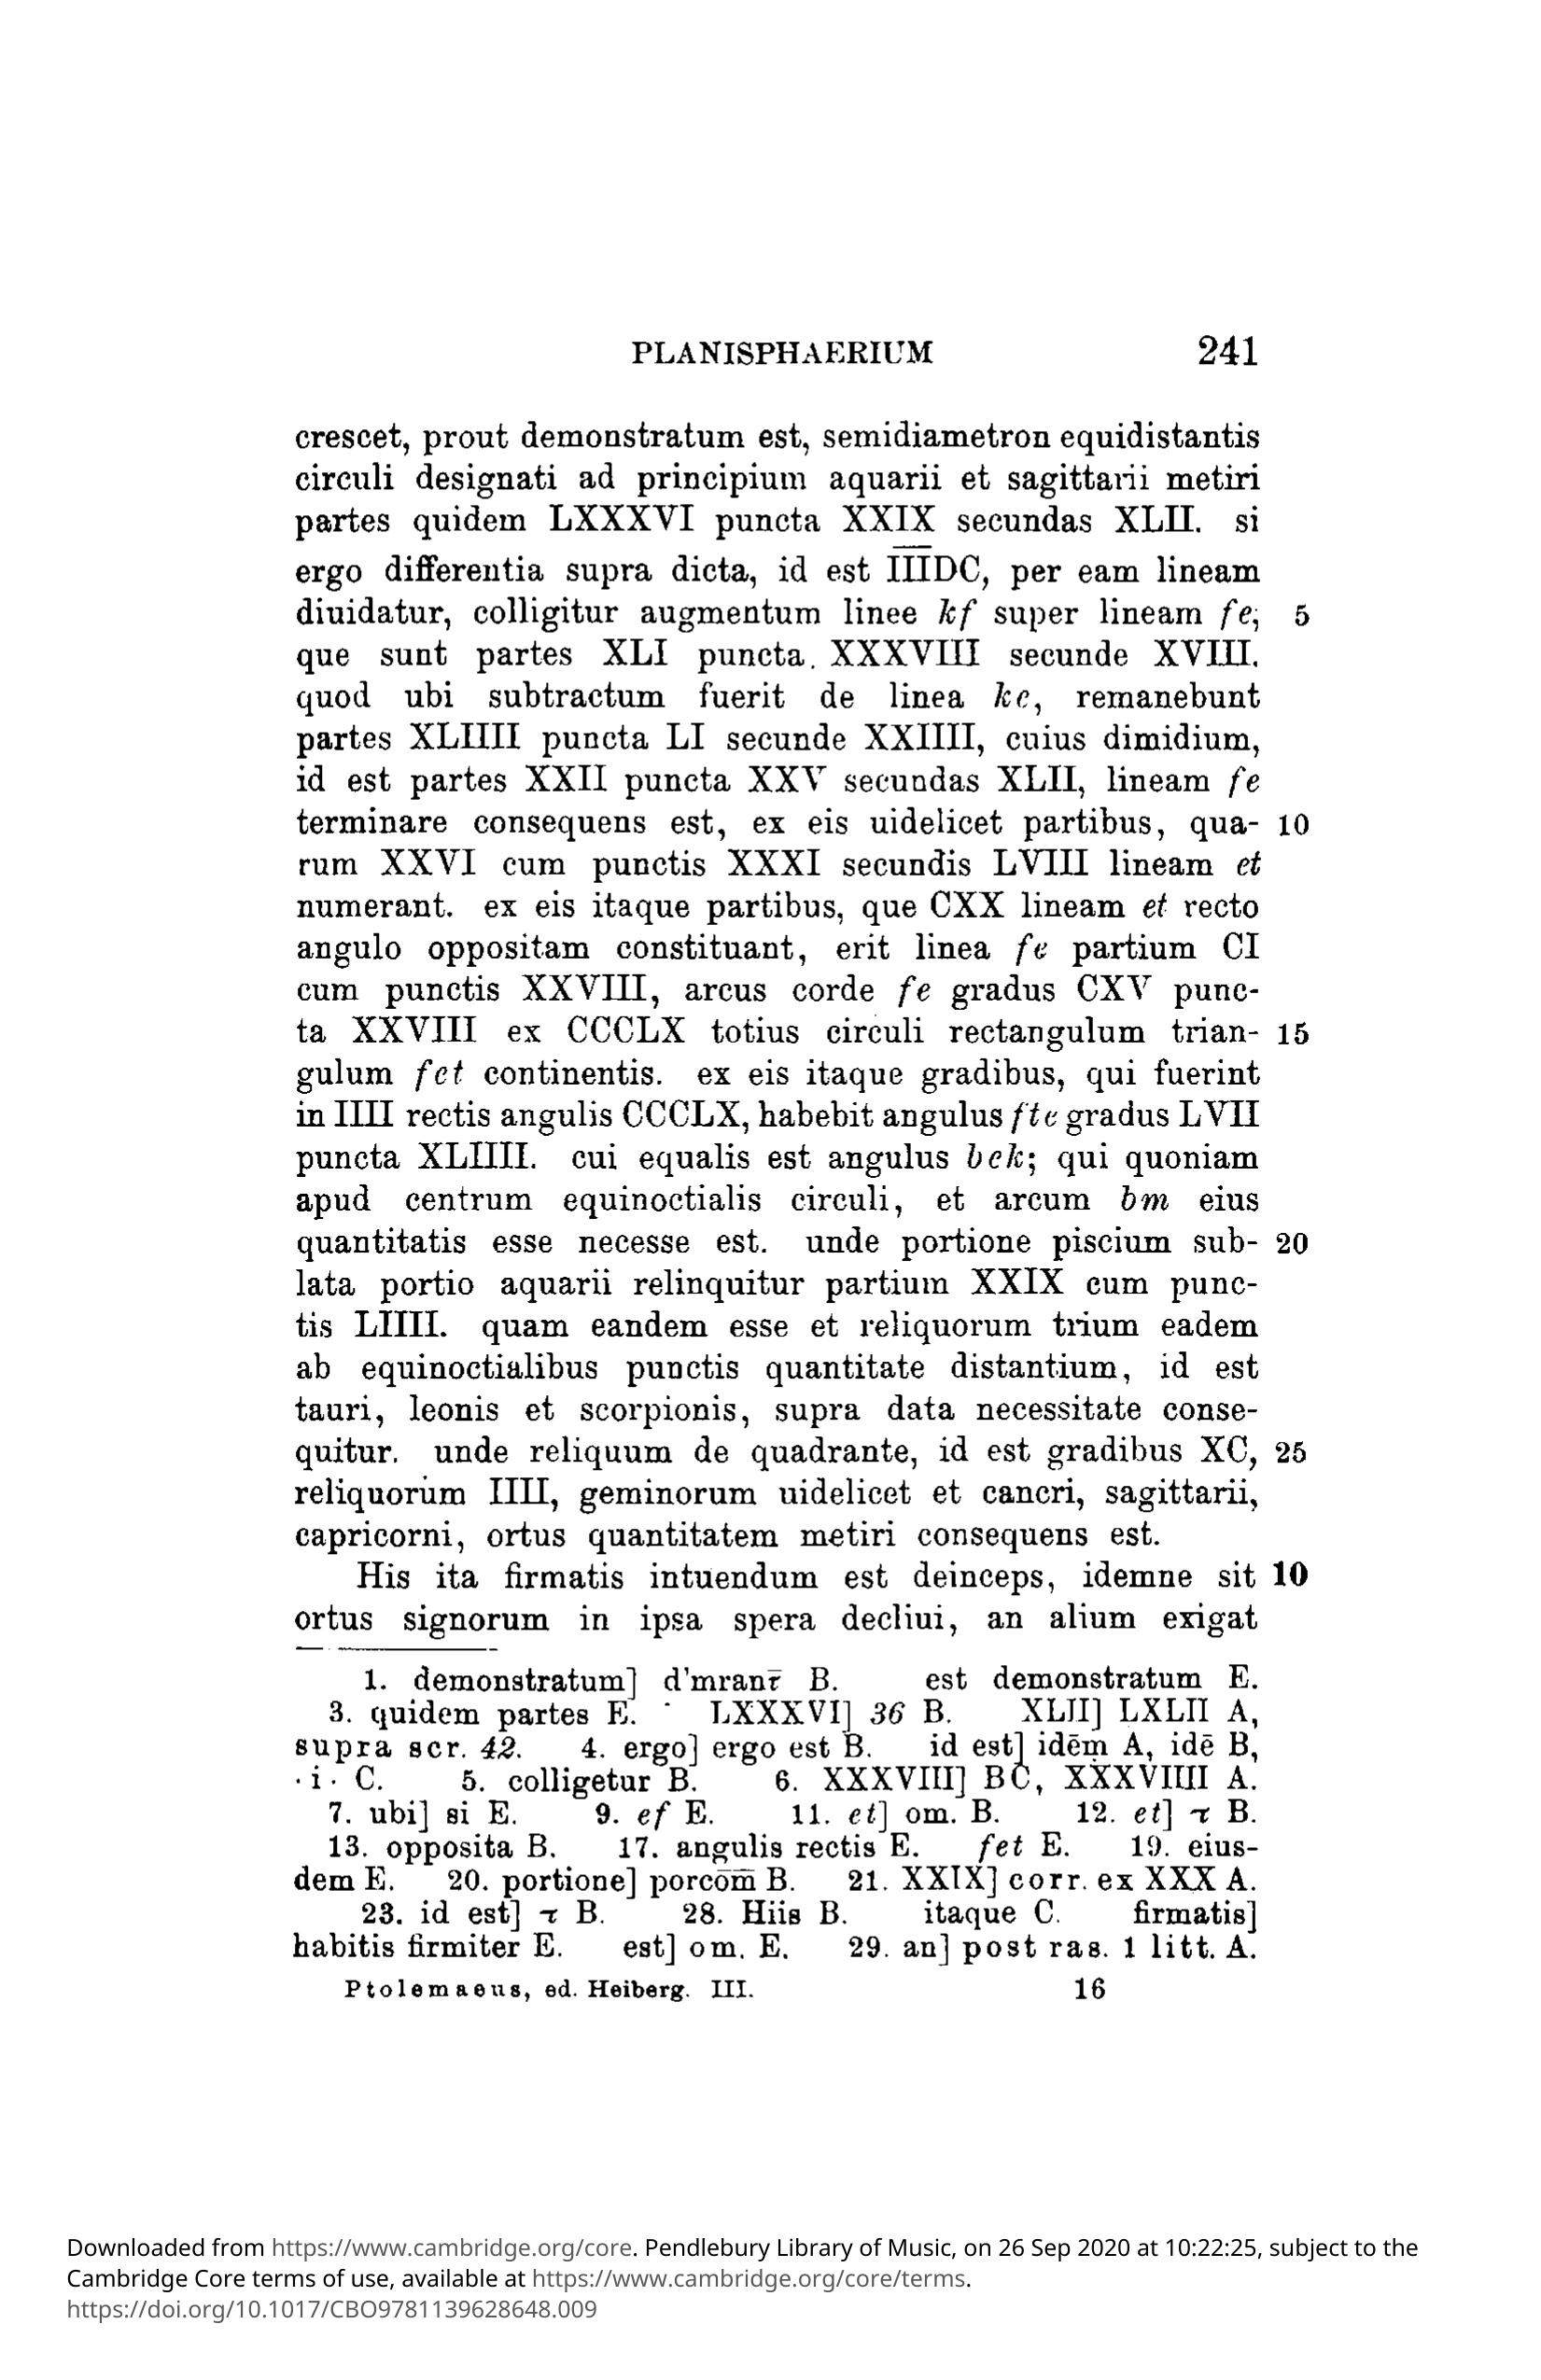 PLANISPHAERIUM 241
crescet, prout demonstratum est, semidiametron equidistantis
circuli designati ad principium aquarii et sagittarii metiri
partes quidem LXXXVI puncta XXIX secundas XLII. si
ergo differentia supra dicta, id est I̅I̅I̅DC, per eam lineam
diuidatur, colligitur augmentum linee kf super lineam fe; 5
que sunt partes XLI puncta. XXXVIII secunde XVIII.
quod ubi subtractum fuerit de linea ke, remanebunt
partes XLIIII puncta LI secunde XXIIII, cuius dimidium,
id est partes XXII puncta XXV secundas XLII, lineam fe
terminare consequens est, ex eis uidelicet partibus, qua- 10
rum XXVI cum punctis XXXI secundis LVIII lineam et
numerant. ex eis itaque partibus, que CXX lineam et recto
angulo oppositam constituant, erit linea fe partium CI
cum punctis XXVIII, arcus corde fe gradus CXV punc-
ta XXVIII ex CCCLX totius circuli rectangulum trian- 15
gulum fet continentis. ex eis itaque gradibus, qui fuerint
in IIII rectis angulis CCCLX, habebit angulus fte gradus LVII
puncta XLIIII. cui equalis est angulus bek; qui quoniam
apud centrum equinoctialis circuli, et arcum bm eius
quantitatis esse necesse est. unde portione piscium sub- 20
lata portio aquarii relinquitur partium XXIX cum punc-
tis LIIII. quam eandem esse et reliquorum trium eadem
ab equinoctialibus punctis quantitate distantium, id est
tauri, leonis et scorpionis, supra data necessitate conse-
quitur. unde reliquum de quadrante, id est gradibus XC, 25
reliquorum IIII, geminorum uidelicet et cancri, sagittarii,
capricorni, ortus quantitatem metiri consequens est.
His ita firmatis intuendum est deinceps, idemne sit 10
ortus signorum in ipsa spera decliui, an alium exigat
1. demonstratum] d'mranτ̄ B. est demonstratum E.
3. quidem partes E. LXXXVI] 36 B. XLII] LXLII A,
supra scr. 42. 4. ergo] ergo est B. id est] idēm A, idē B,
·i· C. 5. colligetur B. 6. XXXVIII] BC, XXXVIIII A.
7. ubi] si E. 9. ef E. 11. et] om. B. 12. et] τ B.
13. opposita B. 17. angulis rectis E. fet E. 19. eius-
dem E. 20. portione] porcōm̄ B. 21. XXIX] corr. ex XXX A.
23. id est] τ B. 28. Hiis B. itaque C. firmatis]
habitis firmiter E. est] om. E. 29. an] post ras. 1 litt. A.
Ptolemaeus, ed. Heiberg. III. 16
Downloaded from https://www.cambridge.org/core. Pendlebury Library of Music, on 26 Sep 2020 at 10:22:25, subject to the
Cambridge Core terms of use, available at https://www.cambridge.org/core/terms.
https://doi.org/10.1017/CBO9781139628648.009